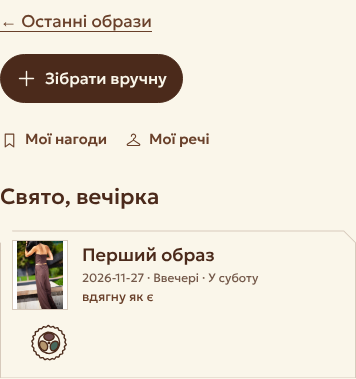 ← Останні образи
Зібрати вручну
Мої нагоди
Мої речі
Свято, вечірка
Перший образ
2026-11-27 · Ввечері · У суботу
вдягну як є